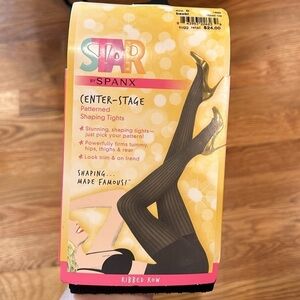 STAR
BY SPANX
CENTER-STAGE
Patterned
Shaping Tights
Stunning, shaping tights—
just pick your pattern!
Powerfully firms tummy,
hips, thighs & rear
Look slim & on trend
SHAPING...
MADE FAMOUS!™
RIBBED ROW
$24.00